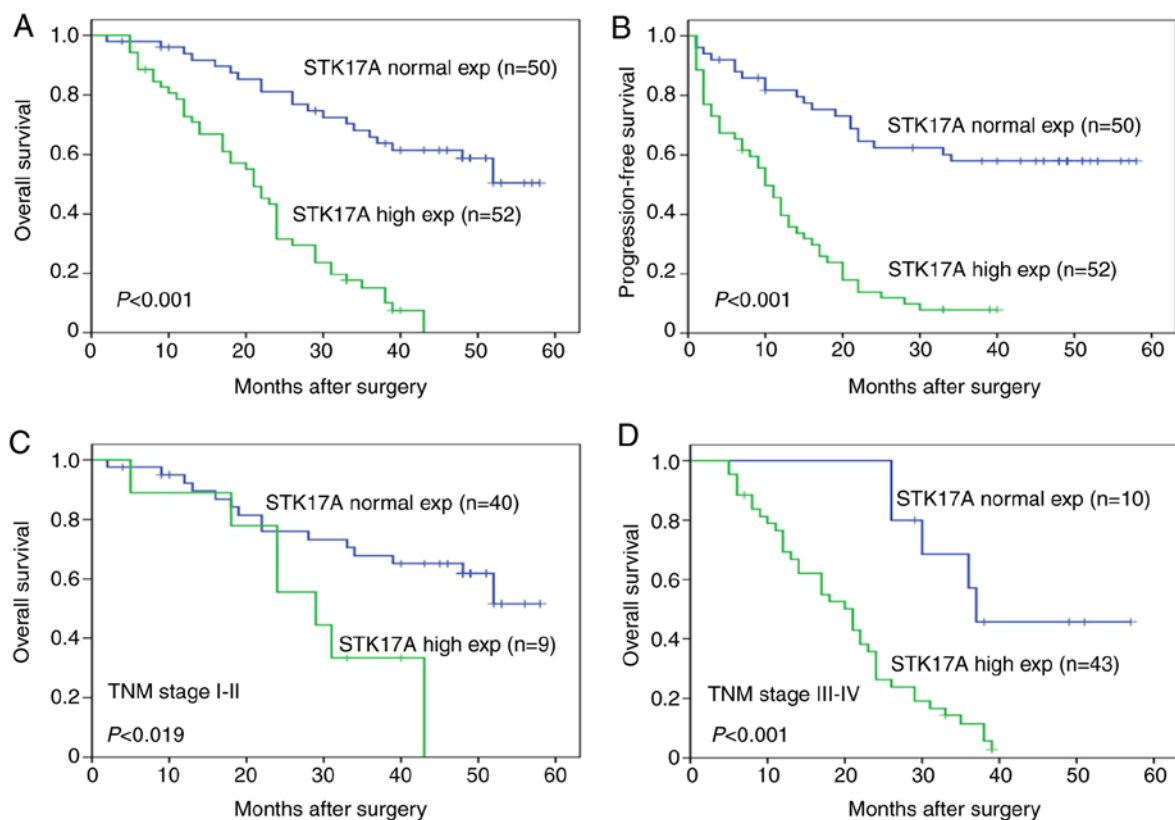 A
Overall survival
1.0
0.8
0.6
0.4
0.2
0
STK17A normal exp (n=50)
STK17A high exp (n=52)
P<0.001
0 10 20 30 40 50 60
Months after surgery
B
Progression-free survival
1.0
0.8
0.6
0.4
0.2
0
STK17A normal exp (n=50)
STK17A high exp (n=52)
P<0.001
0 10 20 30 40 50 60
Months after surgery
C
Overall survival
1.0
0.8
0.6
0.4
0.2
0
STK17A normal exp (n=40)
STK17A high exp (n=9)
TNM stage I-II
P<0.019
0 10 20 30 40 50 60
Months after surgery
D
Overall survival
1.0
0.8
0.6
0.4
0.2
0
STK17A normal exp (n=10)
STK17A high exp (n=43)
TNM stage III-IV
P<0.001
0 10 20 30 40 50 60
Months after surgery